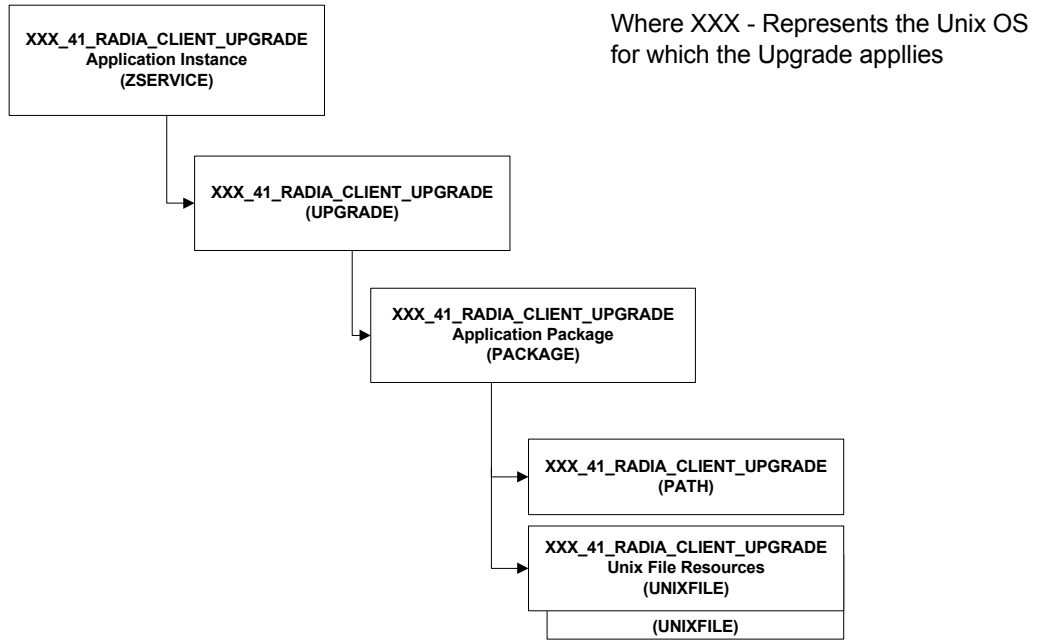 XXX_41_RADIA_CLIENT_UPGRADE
Application Instance
(ZSERVICE)
Where XXX - Represents the Unix OS
for which the Upgrade appllies
XXX_41_RADIA_CLIENT_UPGRADE
(UPGRADE)
XXX_41_RADIA_CLIENT_UPGRADE
Application Package
(PACKAGE)
XXX_41_RADIA_CLIENT_UPGRADE
(PATH)
XXX_41_RADIA_CLIENT_UPGRADE
Unix File Resources
(UNIXFILE)
(UNIXFILE)